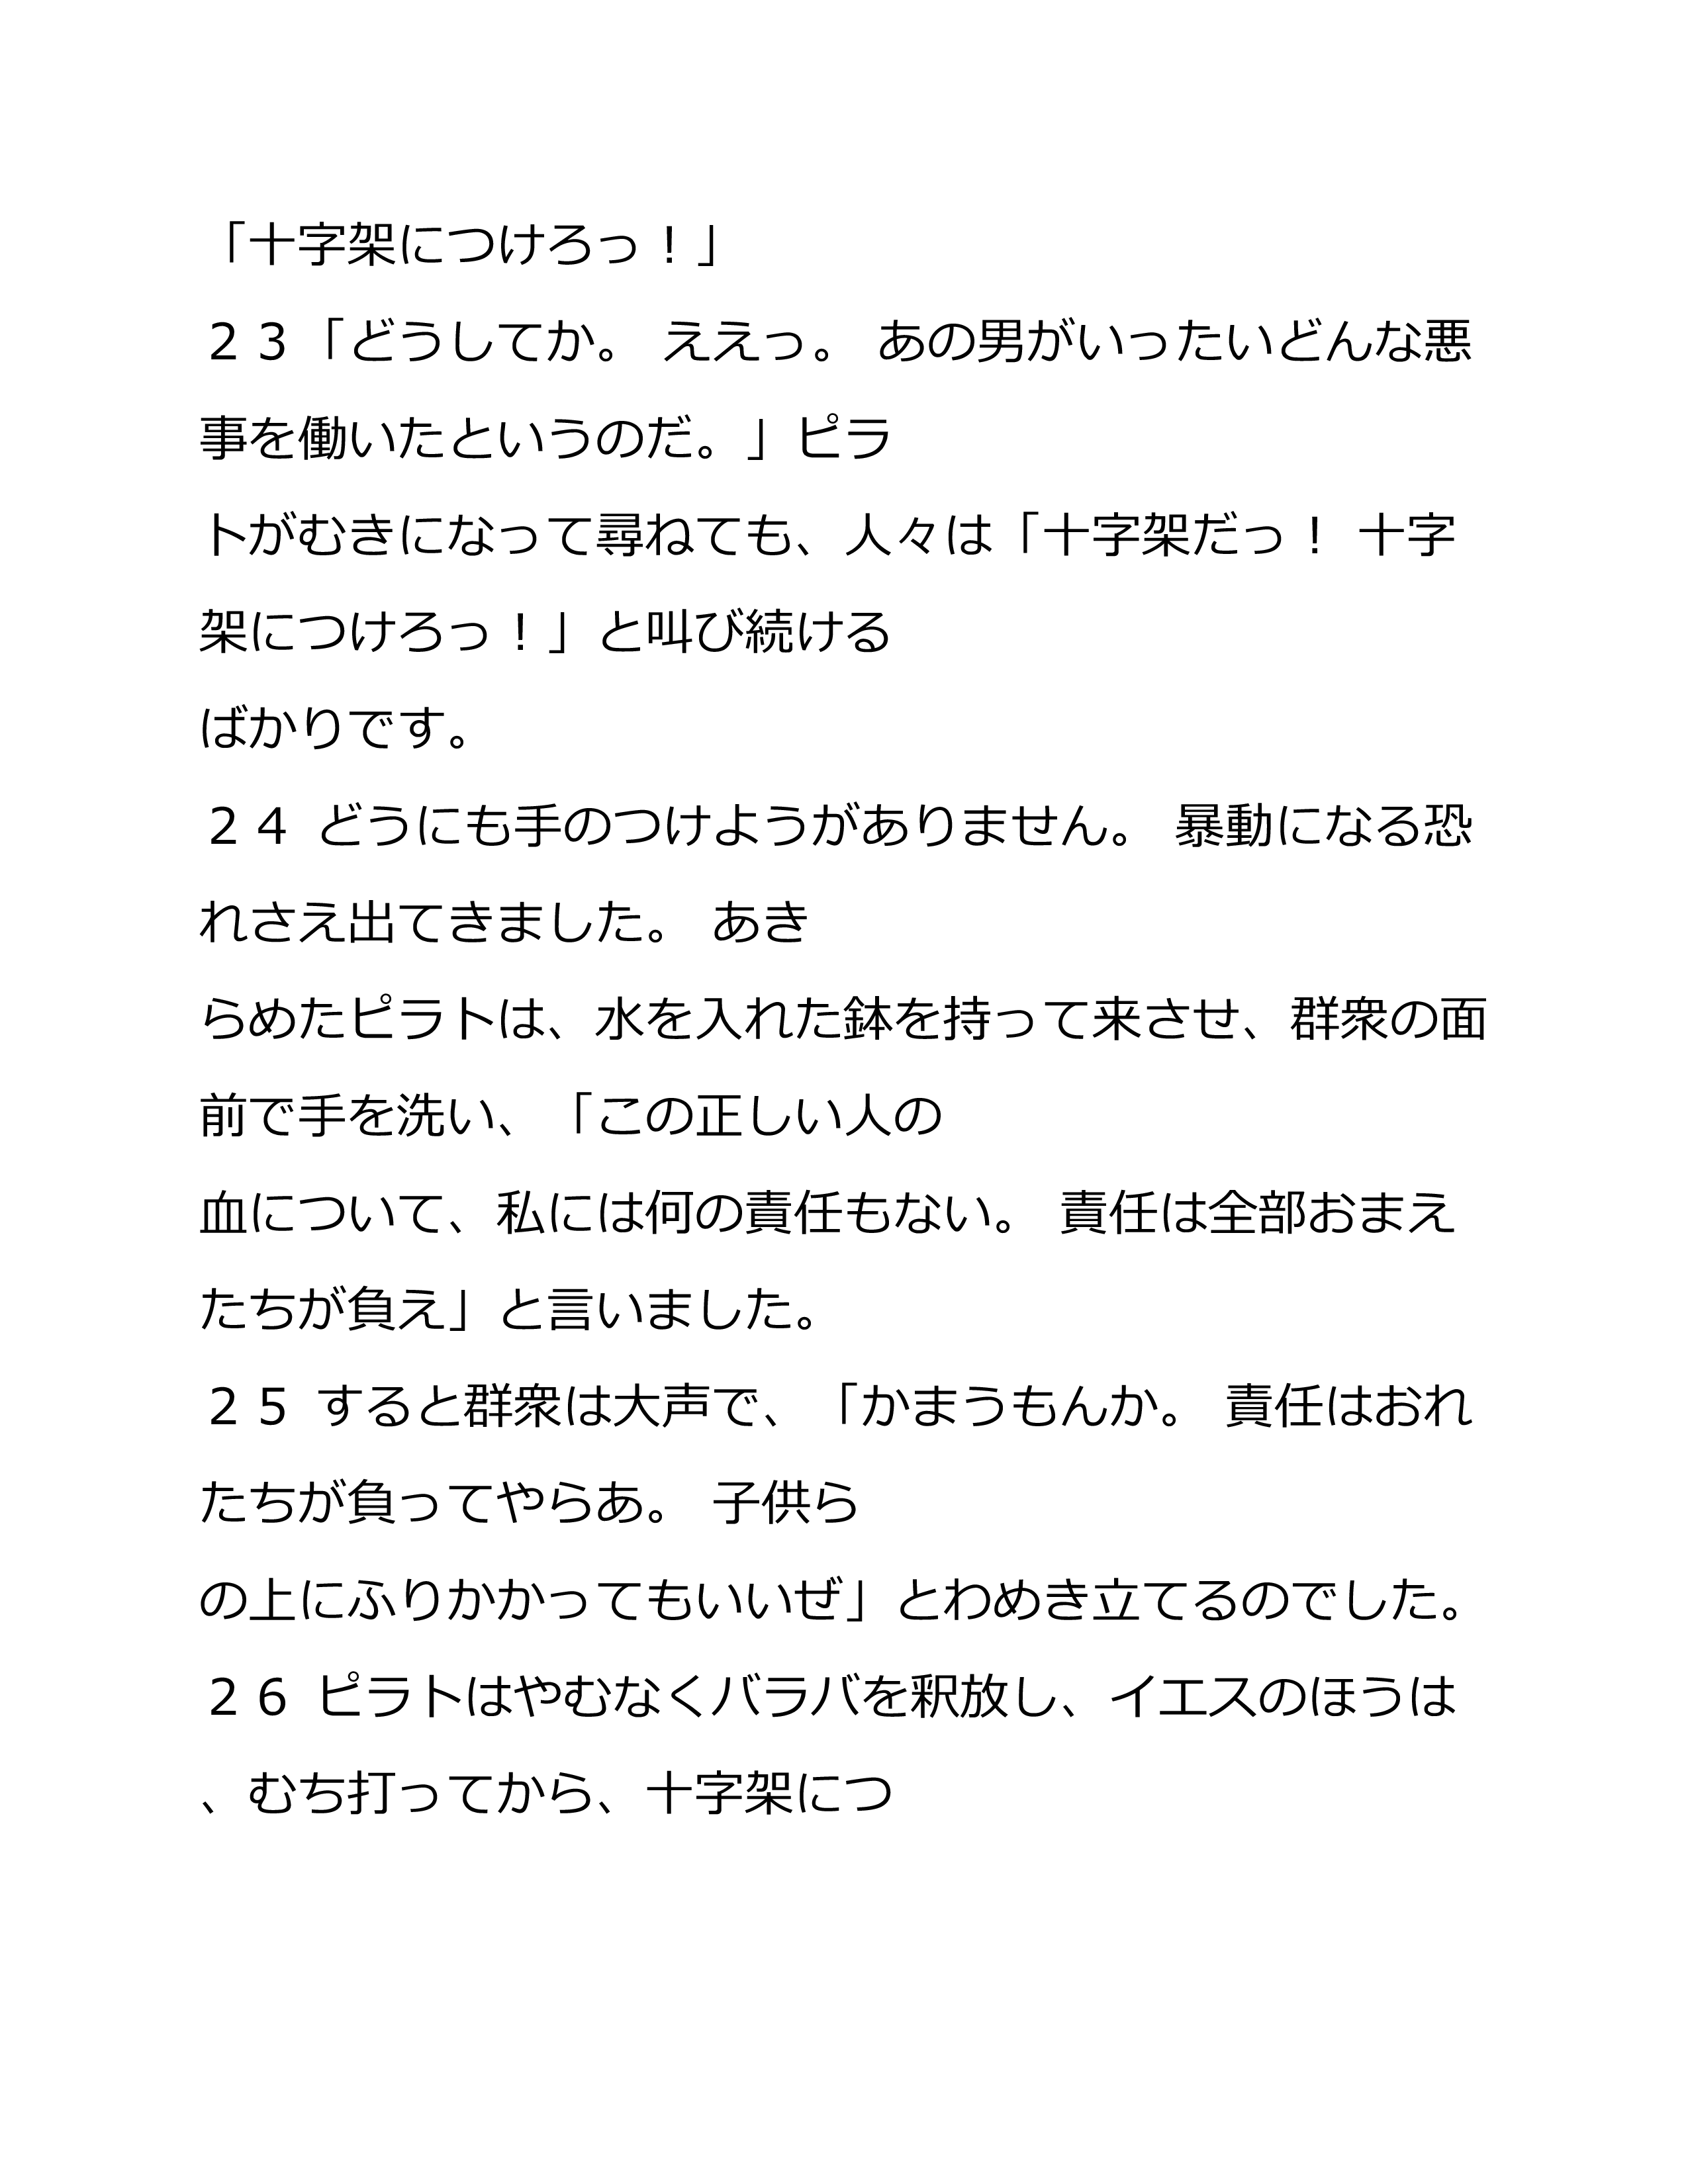 「十字架につけろっ！」
２３「どうしてか。 ええっ。 あの男がいったいどんな悪
事を働いたというのだ。」ピラ
トがむきになって尋ねても、人々は「十字架だっ！ 十字
架につけろっ！」と叫び続ける
ばかりです。
２４ どうにも手のつけようがありません。 暴動になる恐
れさえ出てきました。 あき
らめたピラトは、水を入れた鉢を持って来させ、群衆の面
前で手を洗い、「この正しい人の
血について、私には何の責任もない。 責任は全部おまえ
たちが負え」と言いました。
２５ すると群衆は大声で、「かまうもんか。 責任はおれ
たちが負ってやらあ。 子供ら
の上にふりかかってもいいぜ」とわめき立てるのでした。
２６ ピラトはやむなくバラバを釈放し、イエスのほうは
、むち打ってから、十字架につ